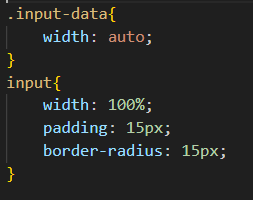 .input-data{
    width: auto;
}
input{
    width: 100%;
    padding: 15px;
    border-radius: 15px;
}